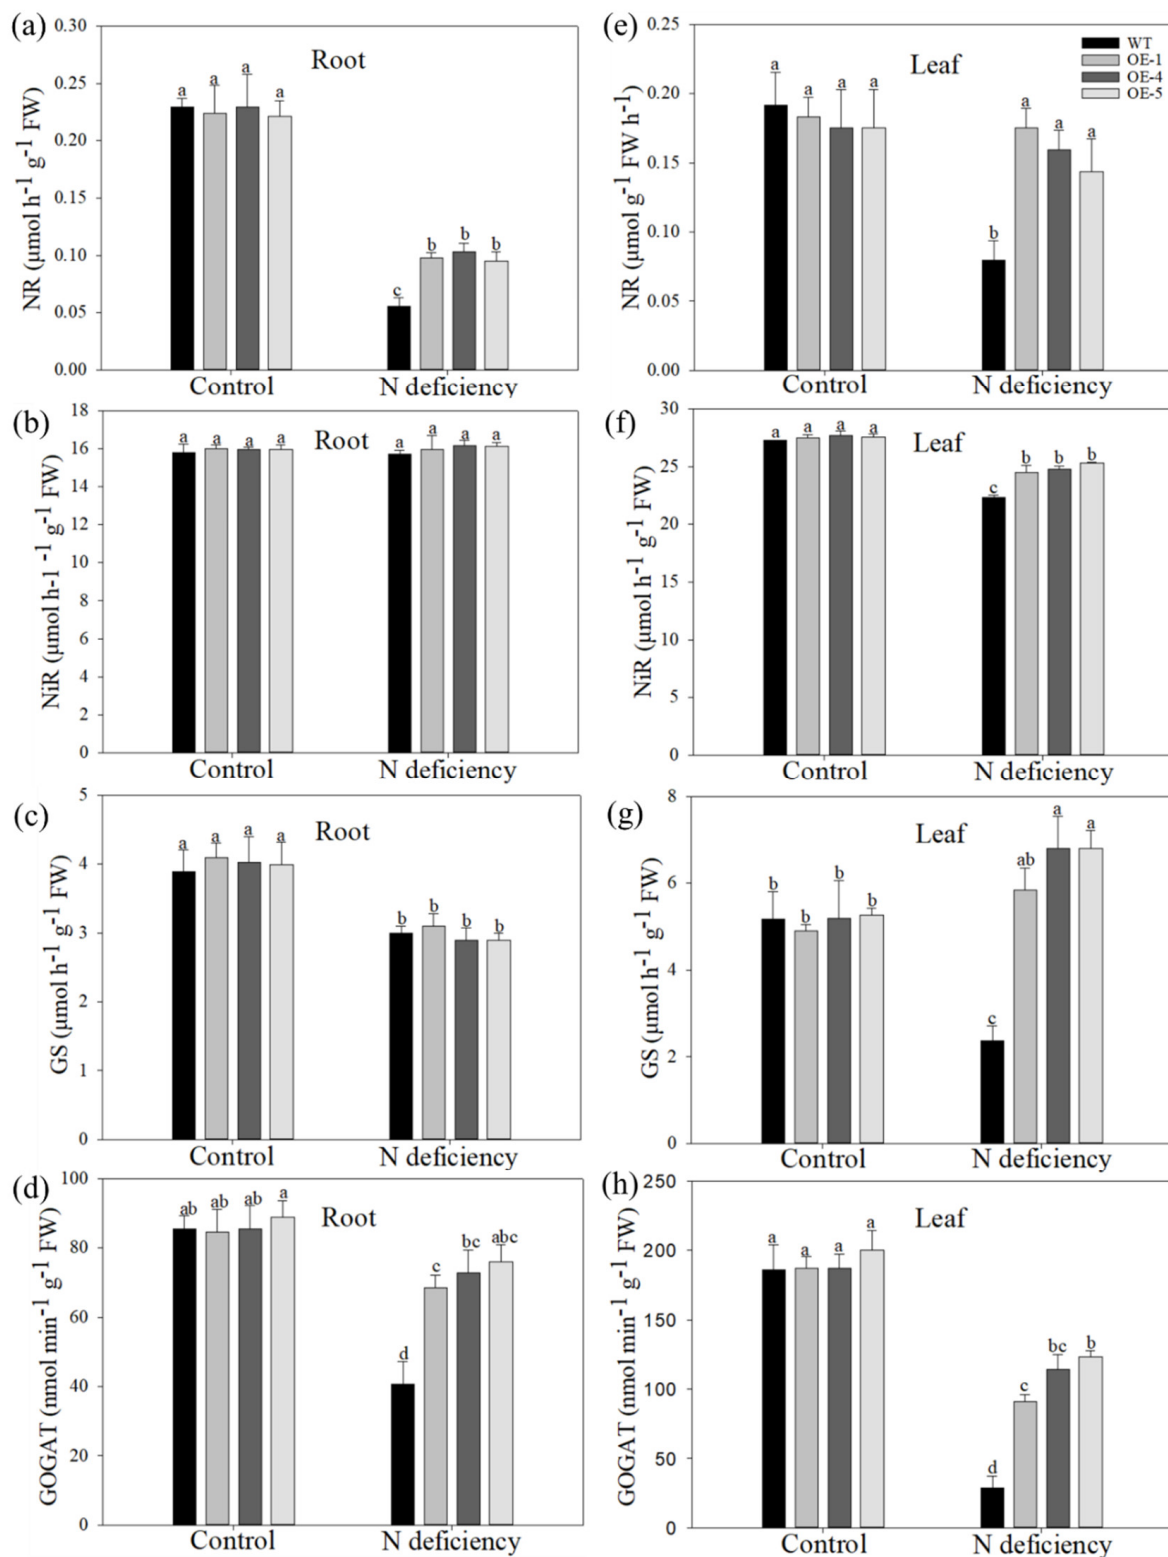 (a)
Root
NR (μmol h⁻¹ g⁻¹ FW)
0.30
0.25
0.20
0.15
0.10
0.05
0.00
a a a a
c b b b
Control N deficiency
(e)
Leaf
WT
OE-1
OE-4
OE-5
NR (μmol g⁻¹ FW h⁻¹)
0.25
0.20
0.15
0.10
0.05
0.00
a a a a
b a a a
Control N deficiency
(b)
Root
NiR (μmol h-1 ⁻¹ g⁻¹ FW)
18
16
14
12
10
8
6
4
2
0
a a a a
a a a a
Control N deficiency
(f)
Leaf
NiR (μmol h⁻¹ g⁻¹ FW)
30
25
20
25
10
5
0
a a a a
c b b b
Control N deficiency
(c)
Root
GS (μmol h⁻¹ g⁻¹ FW)
5
4
3
2
1
0
a a a a
b b b b
Control N deficiency
(g)
Leaf
GS (μmol h⁻¹ g⁻¹ FW)
8
6
4
2
0
b b b b
c ab a a
Control N deficiency
(d)
Root
GOGAT (nmol min⁻¹ g⁻¹ FW)
100
80
60
40
20
0
ab ab ab a
d c bc abc
Control N deficiency
(h)
Leaf
GOGAT (nmol min⁻¹ g⁻¹ FW)
250
200
150
100
50
0
a a a a
d c bc b
Control N deficiency